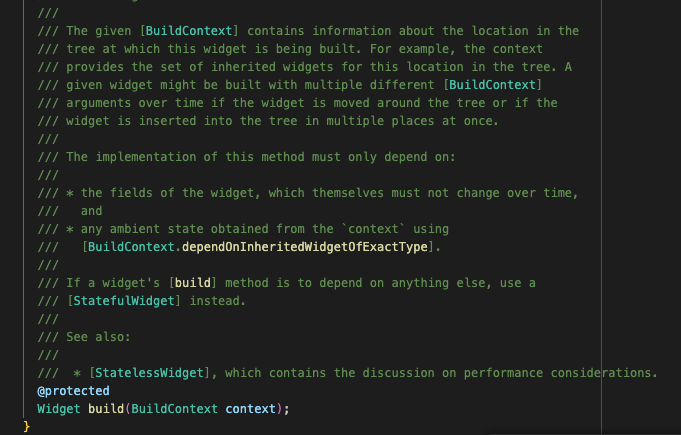 ///
/// The given [BuildContext] contains information about the location in the
/// tree at which this widget is being built. For example, the context
/// provides the set of inherited widgets for this location in the tree. A
/// given widget might be built with multiple different [BuildContext]
/// arguments over time if the widget is moved around the tree or if the
/// widget is inserted into the tree in multiple places at once.
///
/// The implementation of this method must only depend on:
///
/// * the fields of the widget, which themselves must not change over time,
///   and
/// * any ambient state obtained from the `context` using
///   [BuildContext.dependOnInheritedWidgetOfExactType].
///
/// If a widget's [build] method is to depend on anything else, use a
/// [StatefulWidget] instead.
///
/// See also:
///
///  * [StatelessWidget], which contains the discussion on performance considerations.
@protected
Widget build(BuildContext context);
}